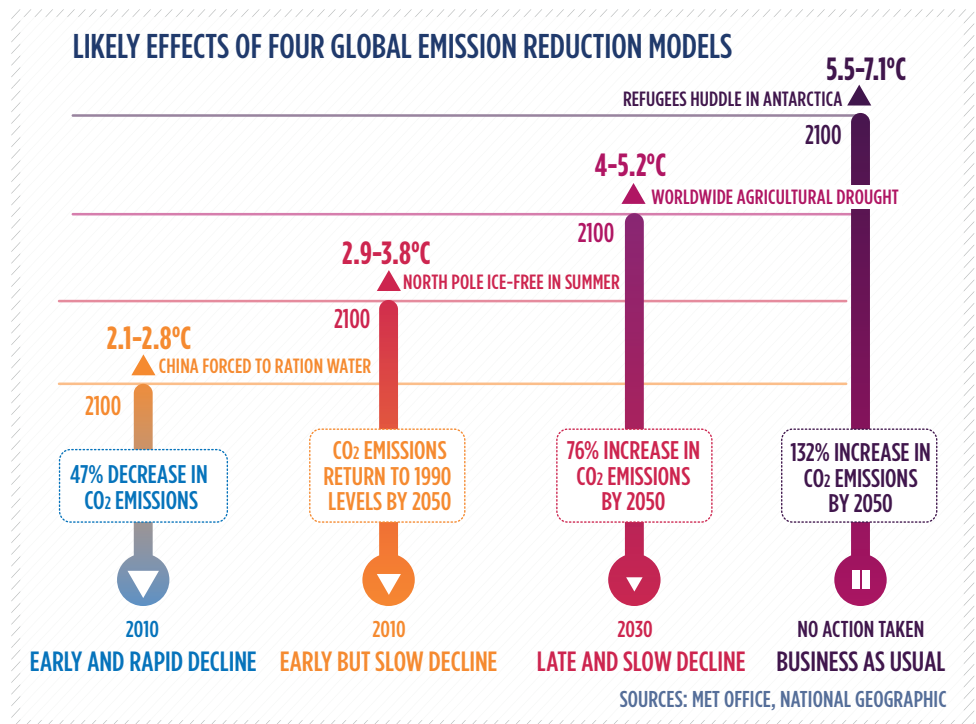 LIKELY EFFECTS OF FOUR GLOBAL EMISSION REDUCTION MODELS
5.5–7.1°C
REFUGEES HUDDLE IN ANTARCTICA
2100
4–5.2°C
WORLDWIDE AGRICULTURAL DROUGHT
2100
2.9–3.8°C
NORTH POLE ICE-FREE IN SUMMER
2100
2.1–2.8°C
CHINA FORCED TO RATION WATER
2100
47% DECREASE IN
CO2 EMISSIONS
CO2 EMISSIONS
RETURN TO 1990
LEVELS BY 2050
76% INCREASE IN
CO2 EMISSIONS
BY 2050
132% INCREASE IN
CO2 EMISSIONS
BY 2050
2010
EARLY AND RAPID DECLINE
2010
EARLY BUT SLOW DECLINE
2030
LATE AND SLOW DECLINE
NO ACTION TAKEN
BUSINESS AS USUAL
SOURCES: MET OFFICE, NATIONAL GEOGRAPHIC